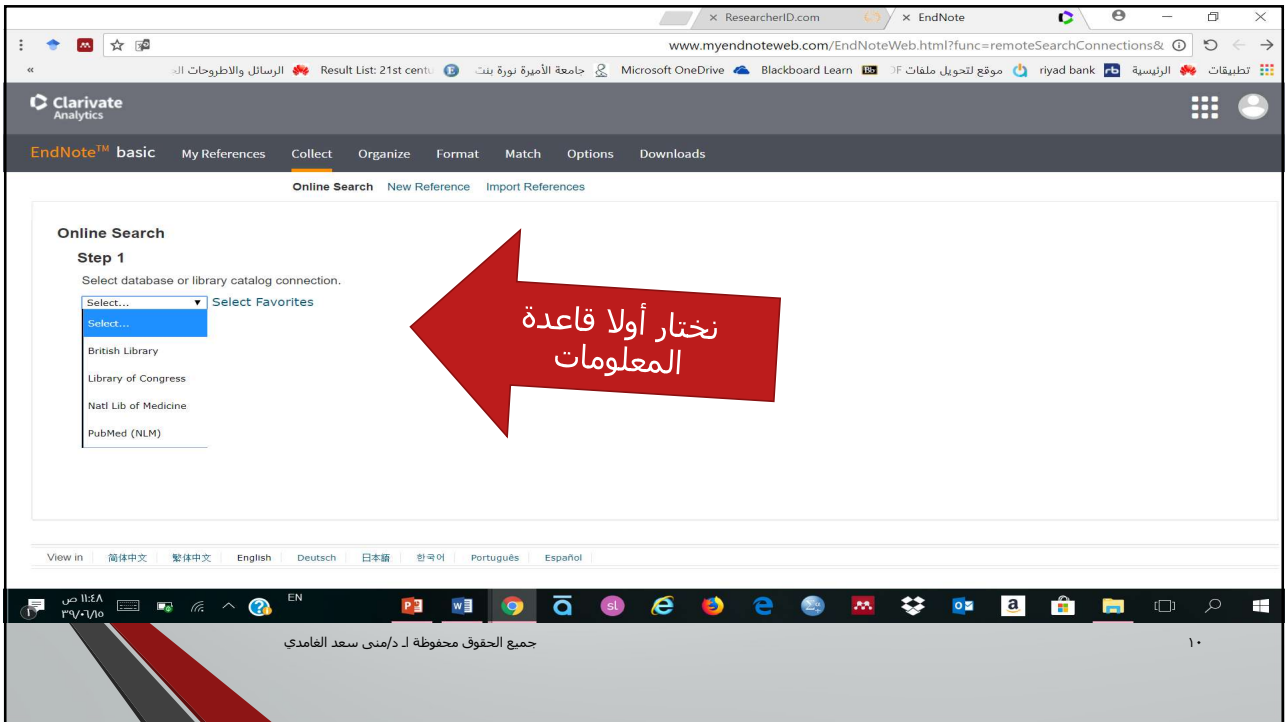 ResearcherID.com
EndNote
www.myendnoteweb.com/EndNoteWeb.html?func=remoteSearchConnections&
تطبيقات الرئيسية riyad bank موقع لتحويل ملفات Blackboard Learn Microsoft OneDrive جامعة الأميرة نورة بنت Result List: 21st centu الرسائل والاطروحات
Clarivate
Analytics
EndNote™ basic My References Collect Organize Format Match Options Downloads
Online Search New Reference Import References
Online Search
Step 1
Select database or library catalog connection.
Select... Select Favorites
Select...
British Library
Library of Congress
Natl Lib of Medicine
PubMed (NLM)
نختار أولا قاعدة
المعلومات
View in 简体中文 繁体中文 English Deutsch 日本語 한국어 Português Español
EN
١١:٤٨ ص
٣٩/٠٦/١٥
جميع الحقوق محفوظة لـ د/منى سعد الغامدي
١٠